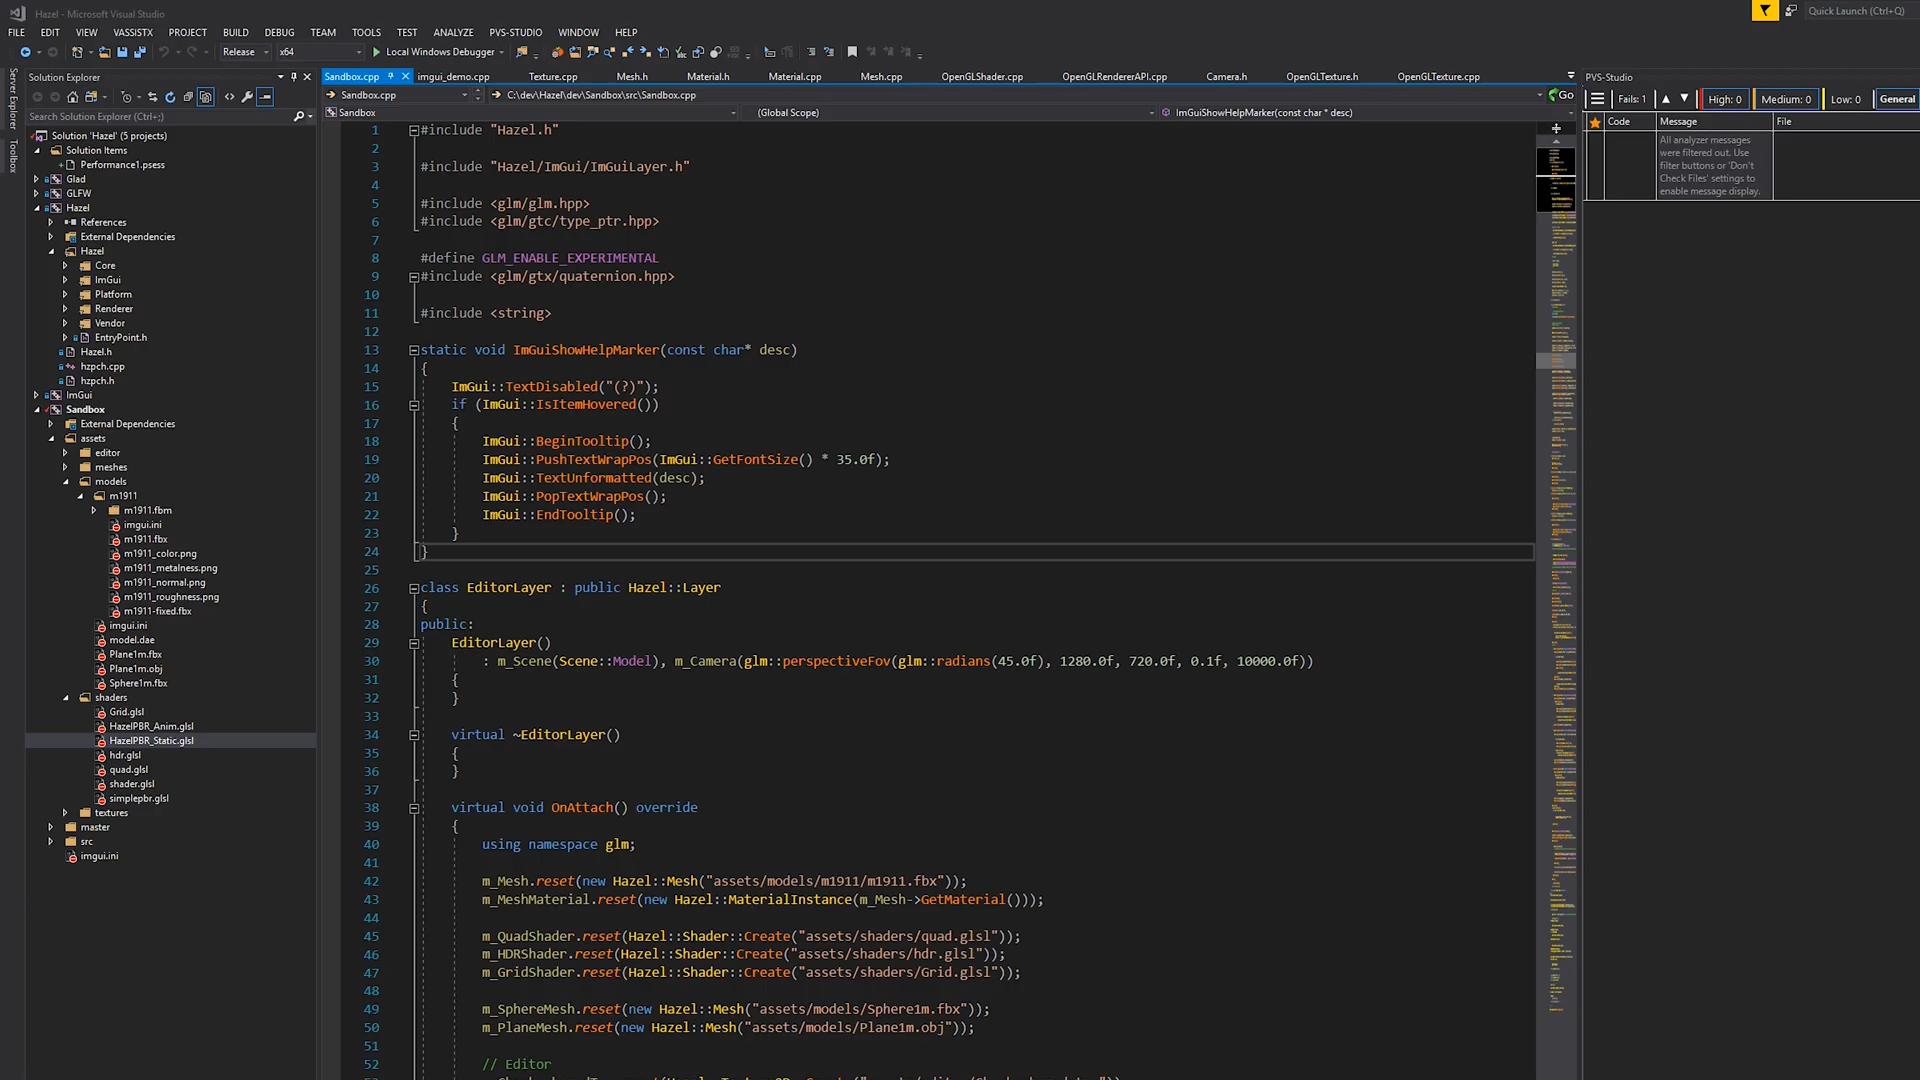 Hazel - Microsoft Visual Studio
Quick Launch (Ctrl+Q)
FILE EDIT VIEW VASSISTX PROJECT BUILD DEBUG TEAM TOOLS TEST ANALYZE PVS-STUDIO WINDOW HELP
Release x64 Local Windows Debugger
Server Explorer
Toolbox
Solution Explorer
Search Solution Explorer (Ctrl+;)
Solution 'Hazel' (5 projects)
Solution Items
Performance1.psess
Glad
GLFW
Hazel
References
External Dependencies
Hazel
Core
ImGui
Platform
Renderer
Vendor
EntryPoint.h
Hazel.h
hzpch.cpp
hzpch.h
ImGui
Sandbox
External Dependencies
assets
editor
meshes
models
m1911
m1911.fbm
imgui.ini
m1911.fbx
m1911_color.png
m1911_metalness.png
m1911_normal.png
m1911_roughness.png
m1911-fixed.fbx
imgui.ini
model.dae
Plane1m.fbx
Plane1m.obj
Sphere1m.fbx
shaders
Grid.glsl
HazelPBR_Anim.glsl
HazelPBR_Static.glsl
hdr.glsl
quad.glsl
shader.glsl
simplepbr.glsl
textures
master
src
imgui.ini
Sandbox.cpp imgui_demo.cpp Texture.cpp Mesh.h Material.h Material.cpp Mesh.cpp OpenGLShader.cpp OpenGLRendererAPI.cpp Camera.h OpenGLTexture.h OpenGLTexture.cpp
Sandbox.cpp C:\dev\Hazel\dev\Sandbox\src\Sandbox.cpp Go
Sandbox (Global Scope) ImGuiShowHelpMarker(const char * desc)
1 #include "Hazel.h"
2
3 #include "Hazel/ImGui/ImGuiLayer.h"
4
5 #include <glm/glm.hpp>
6 #include <glm/gtc/type_ptr.hpp>
7
8 #define GLM_ENABLE_EXPERIMENTAL
9 #include <glm/gtx/quaternion.hpp>
10
11 #include <string>
12
13 static void ImGuiShowHelpMarker(const char* desc)
14 {
15 ImGui::TextDisabled("(?)");
16 if (ImGui::IsItemHovered())
17 {
18 ImGui::BeginTooltip();
19 ImGui::PushTextWrapPos(ImGui::GetFontSize() * 35.0f);
20 ImGui::TextUnformatted(desc);
21 ImGui::PopTextWrapPos();
22 ImGui::EndTooltip();
23 }
24 }
25
26 class EditorLayer : public Hazel::Layer
27 {
28 public:
29 EditorLayer()
30 : m_Scene(Scene::Model), m_Camera(glm::perspectiveFov(glm::radians(45.0f), 1280.0f, 720.0f, 0.1f, 10000.0f))
31 {
32 }
33
34 virtual ~EditorLayer()
35 {
36 }
37
38 virtual void OnAttach() override
39 {
40 using namespace glm;
41
42 m_Mesh.reset(new Hazel::Mesh("assets/models/m1911/m1911.fbx"));
43 m_MeshMaterial.reset(new Hazel::MaterialInstance(m_Mesh->GetMaterial()));
44
45 m_QuadShader.reset(Hazel::Shader::Create("assets/shaders/quad.glsl"));
46 m_HDRShader.reset(Hazel::Shader::Create("assets/shaders/hdr.glsl"));
47 m_GridShader.reset(Hazel::Shader::Create("assets/shaders/Grid.glsl"));
48
49 m_SphereMesh.reset(new Hazel::Mesh("assets/models/Sphere1m.fbx"));
50 m_PlaneMesh.reset(new Hazel::Mesh("assets/models/Plane1m.obj"));
51
52 // Editor
PVS-Studio
Fails: 1 High: 0 Medium: 0 Low: 0 General
Code Message File
All analyzer messages
were filtered out. Use
filter buttons or 'Don't
Check Files' settings to
enable message display.